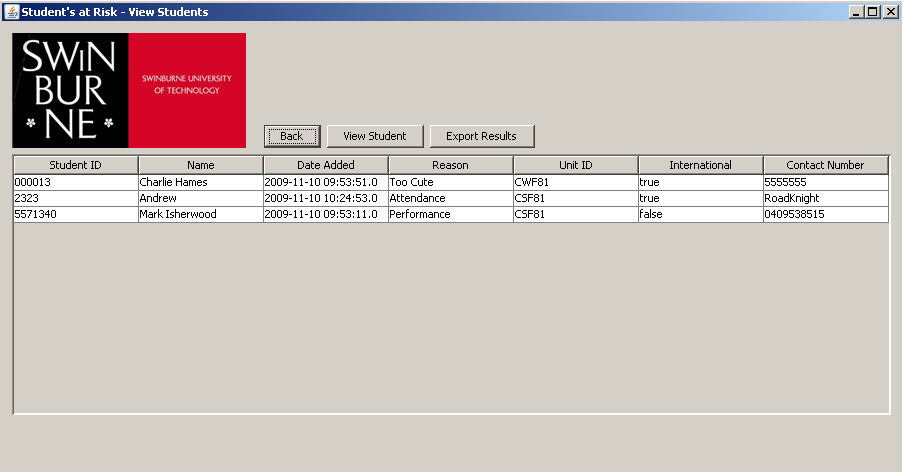 Student's at Risk - View Students
SWIN
BUR
NE
SWINBURNE UNIVERSITY
OF TECHNOLOGY
Back View Student Export Results
Student ID Name Date Added Reason Unit ID International Contact Number
000013 Charlie Hames 2009-11-10 09:53:51.0 Too Cute CWF81 true 5555555
2323 Andrew 2009-11-10 10:24:53.0 Attendance CSF81 true RoadKnight
5571340 Mark Isherwood 2009-11-10 09:53:11.0 Performance CSF81 false 0409538515